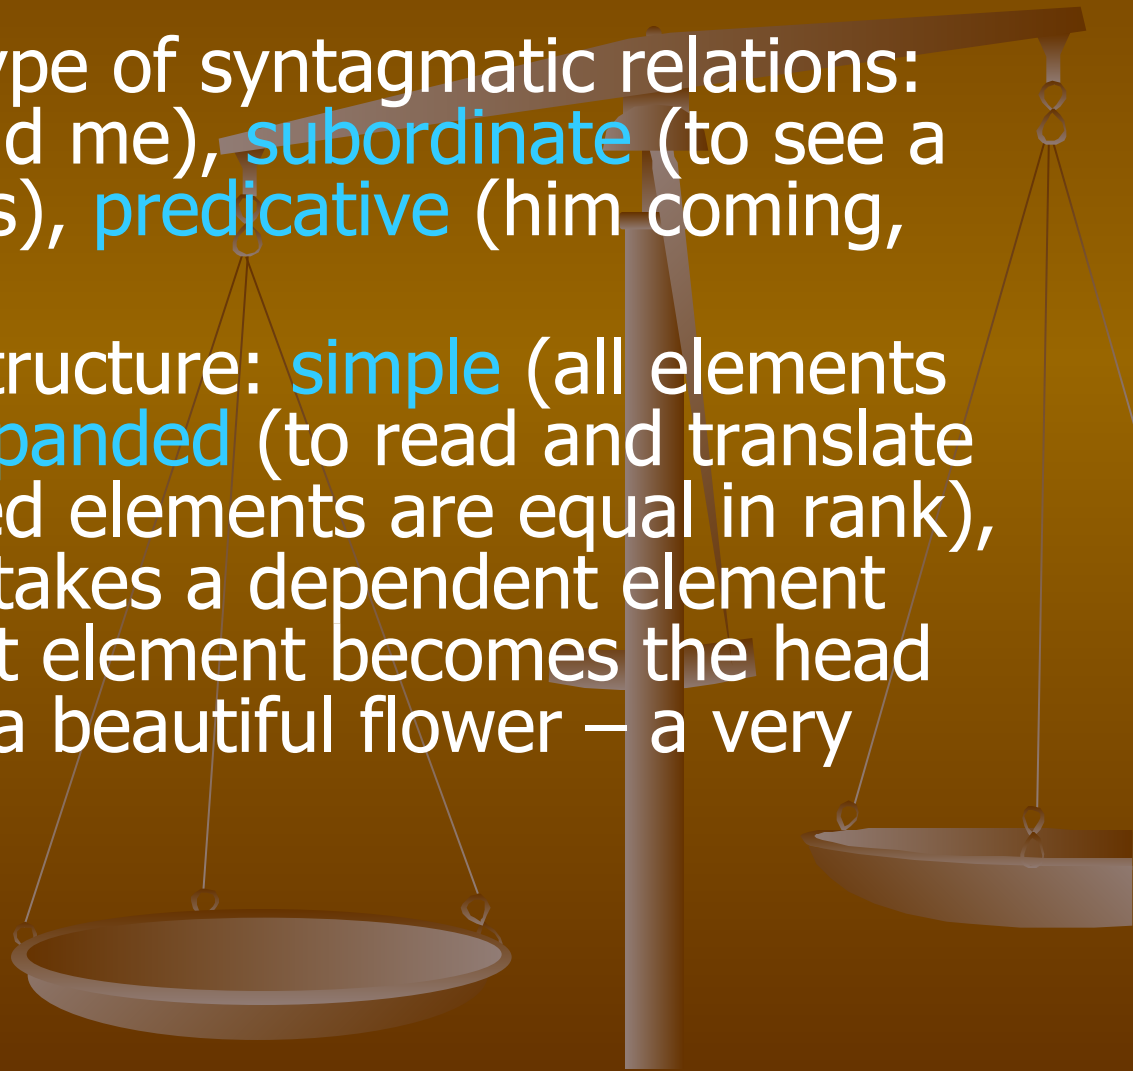 ype of syntagmatic relations:
d me), subordinate (to see a
s), predicative (him coming,
tructure: simple (all elements
panded (to read and translate
ed elements are equal in rank),
takes a dependent element
t element becomes the head
a beautiful flower – a very